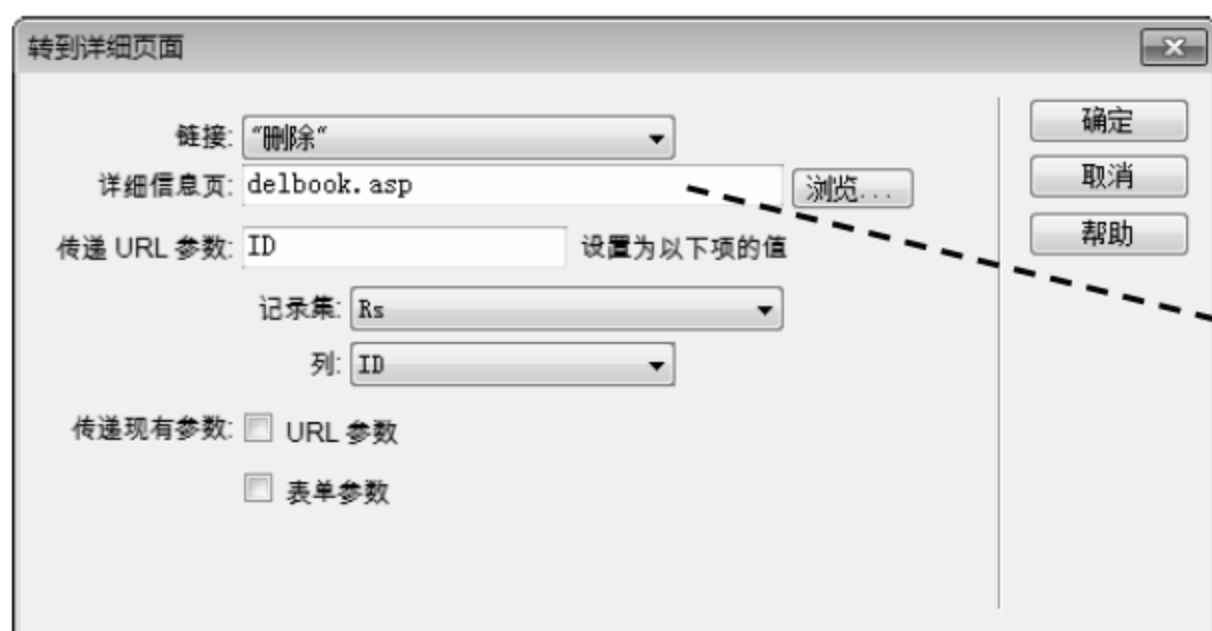 转到详细页面
链接: "删除" 确定
详细信息页: delbook.asp 浏览... 取消
传递 URL 参数: ID 设置为以下项的值 帮助
记录集: Rs
列: ID
传递现有参数: URL 参数
表单参数